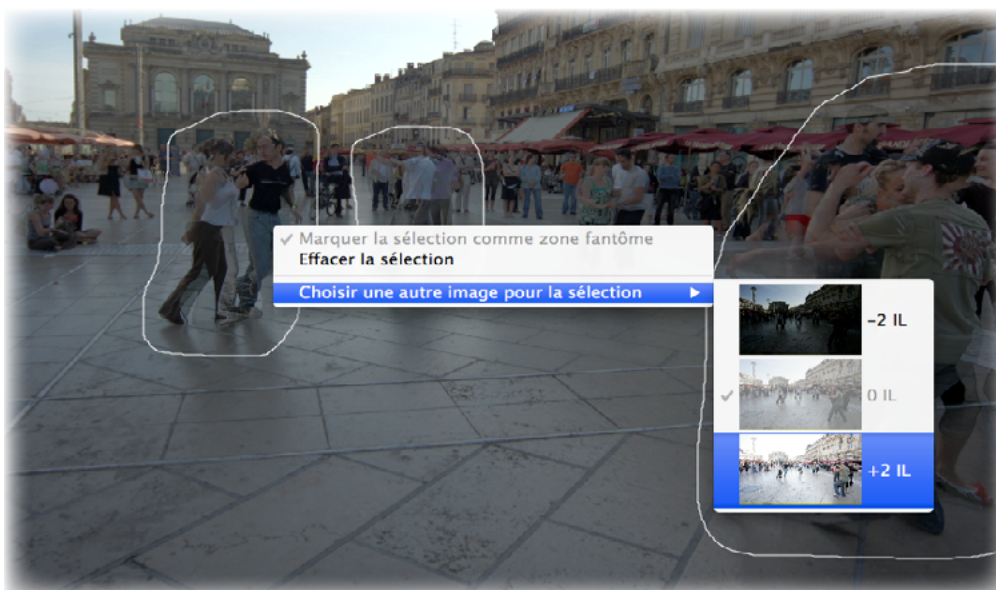 ✓ Marquer la sélection comme zone fantôme
Effacer la sélection
Choisir une autre image pour la sélection ▶
-2 IL
✓ 0 IL
+2 IL